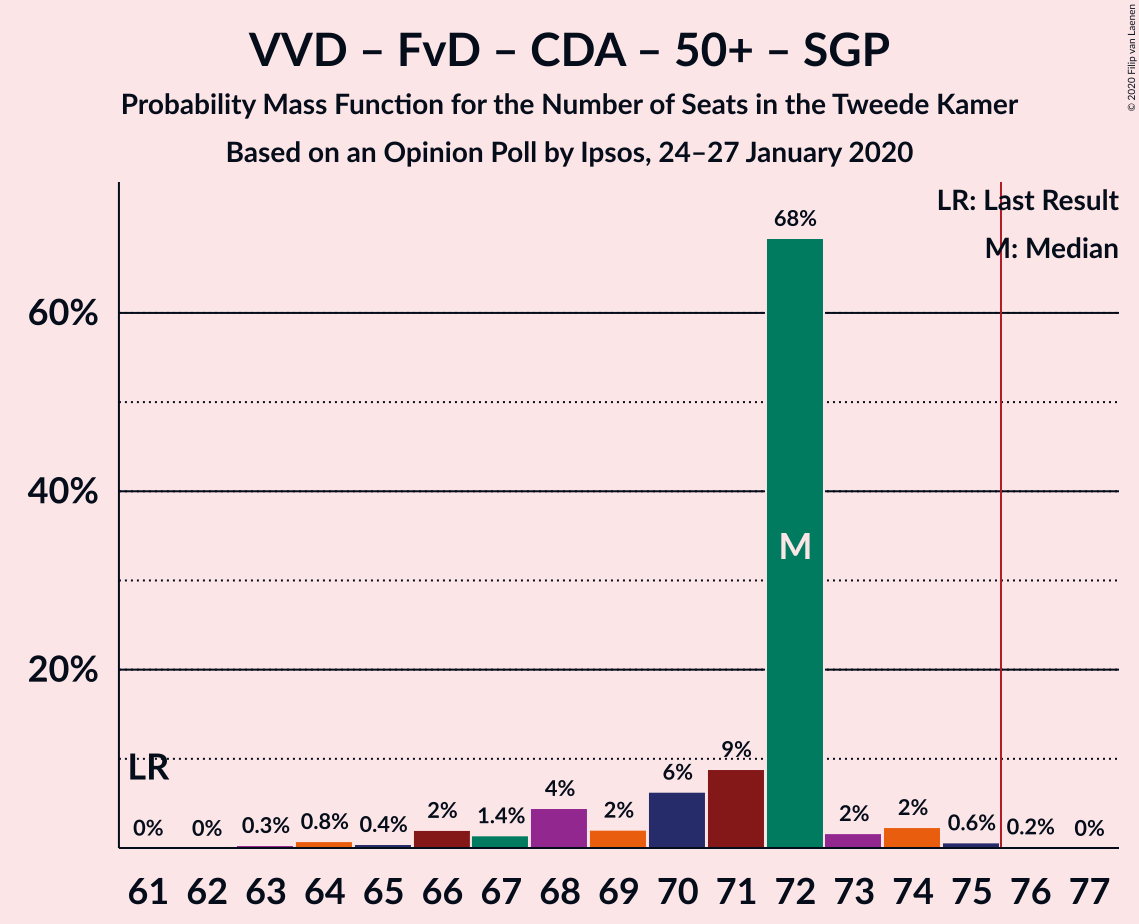 VVD – FvD – CDA – 50+ – SGP
Probability Mass Function for the Number of Seats in the Tweede Kamer
Based on an Opinion Poll by Ipsos, 24–27 January 2020
© 2020 Filip van Laenen
LR: Last Result
M: Median
68%
60%
40%
M
20%
LR
0% 0% 0.3% 0.8% 0.4% 2% 1.4% 4% 2% 6% 9% 2% 2% 0.6% 0.2% 0%
61 62 63 64 65 66 67 68 69 70 71 72 73 74 75 76 77